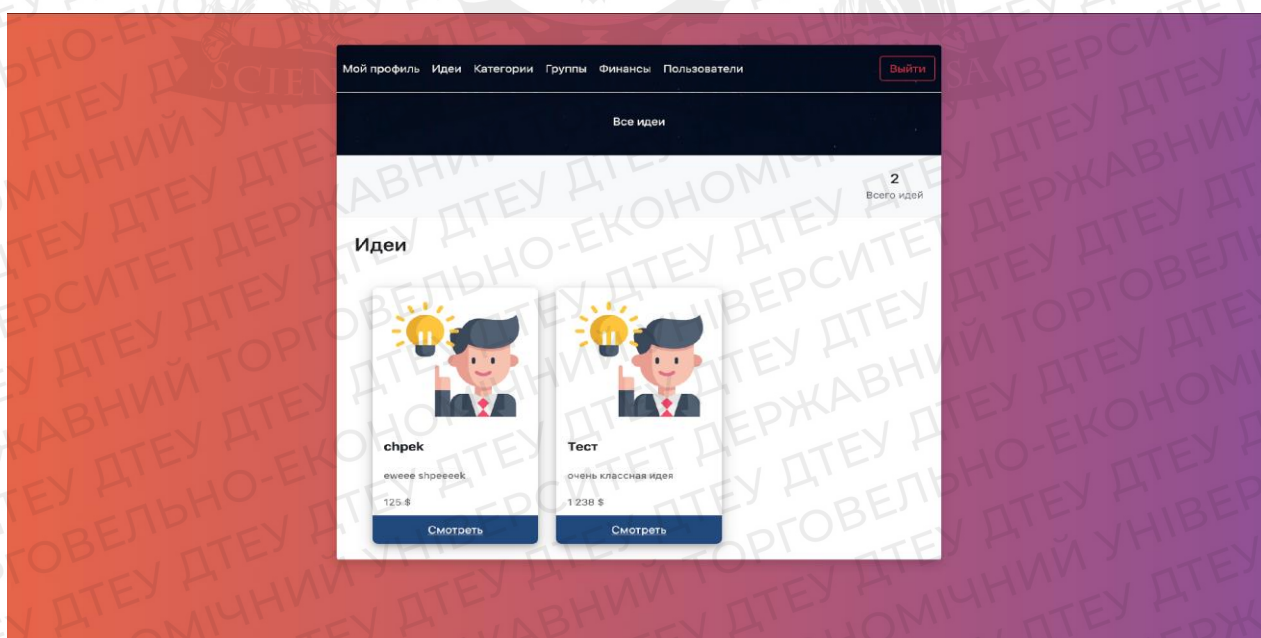 Мой профиль Идеи Категории Группы Финансы Пользователи Выйти
Все идеи
2
Всего идей
Идеи
chpek
eweee shpeeeek
125 $
Смотреть
Тест
очень классная идея
1 238 $
Смотреть